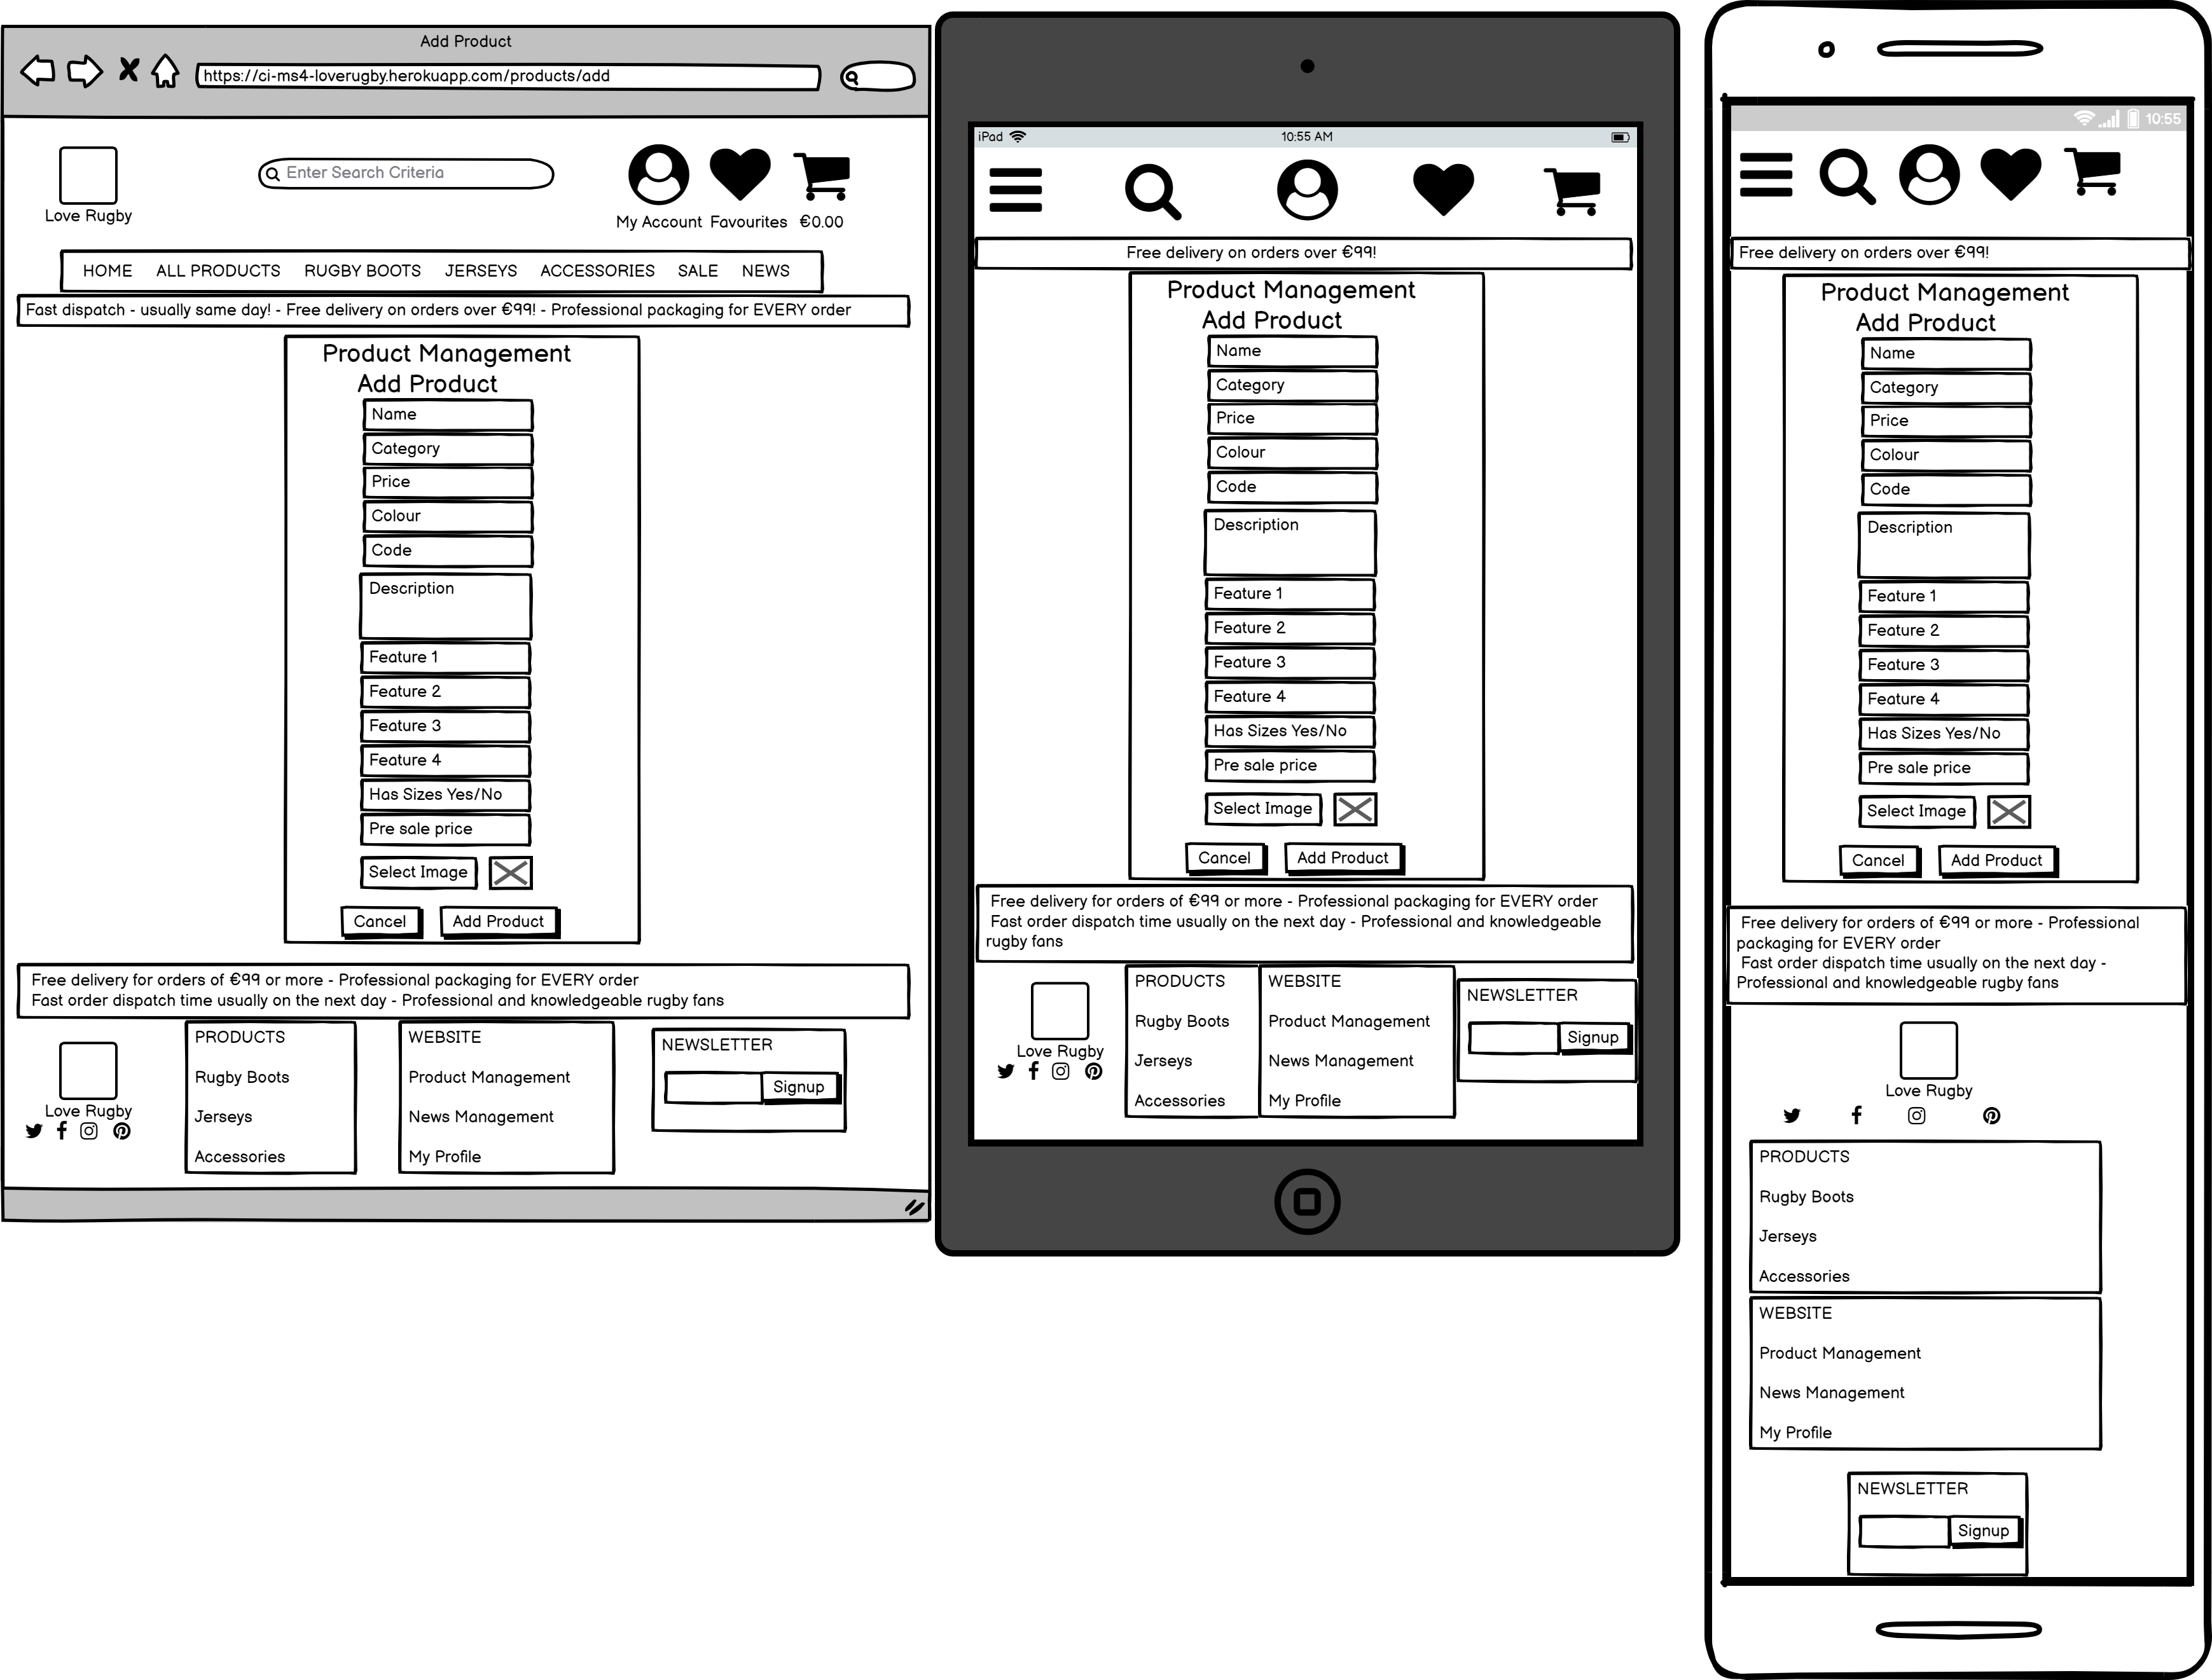 Add Product
https://ci-ms4-loverugby.herokuapp.com/products/add
Enter Search Criteria
Love Rugby
My Account Favourites €0.00
HOME ALL PRODUCTS RUGBY BOOTS JERSEYS ACCESSORIES SALE NEWS
Fast dispatch - usually same day! - Free delivery on orders over €99! - Professional packaging for EVERY order
Product Management
Add Product
Name
Category
Price
Colour
Code
Description
Feature 1
Feature 2
Feature 3
Feature 4
Has Sizes Yes/No
Pre sale price
Select Image
Cancel Add Product
Free delivery for orders of €99 or more - Professional packaging for EVERY order
Fast order dispatch time usually on the next day - Professional and knowledgeable rugby fans
Love Rugby
PRODUCTS
Rugby Boots
Jerseys
Accessories
WEBSITE
Product Management
News Management
My Profile
NEWSLETTER
Signup
iPad 10:55 AM
Free delivery on orders over €99!
Product Management
Add Product
Name
Category
Price
Colour
Code
Description
Feature 1
Feature 2
Feature 3
Feature 4
Has Sizes Yes/No
Pre sale price
Select Image
Cancel Add Product
Free delivery for orders of €99 or more - Professional packaging for EVERY order
Fast order dispatch time usually on the next day - Professional and knowledgeable
rugby fans
Love Rugby
PRODUCTS
Rugby Boots
Jerseys
Accessories
WEBSITE
Product Management
News Management
My Profile
NEWSLETTER
Signup
10:55
Free delivery on orders over €99!
Product Management
Add Product
Name
Category
Price
Colour
Code
Description
Feature 1
Feature 2
Feature 3
Feature 4
Has Sizes Yes/No
Pre sale price
Select Image
Cancel Add Product
Free delivery for orders of €99 or more - Professional
packaging for EVERY order
Fast order dispatch time usually on the next day -
Professional and knowledgeable rugby fans
Love Rugby
PRODUCTS
Rugby Boots
Jerseys
Accessories
WEBSITE
Product Management
News Management
My Profile
NEWSLETTER
Signup